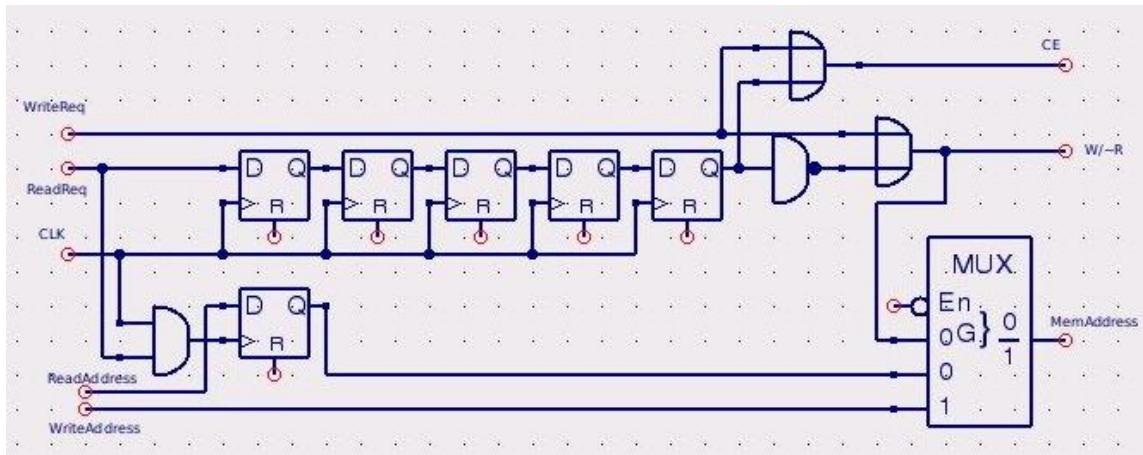 CE
WriteReq
W/~R
D Q D Q D Q D Q D Q
ReadReq
R R R R R
CLK
MUX
D Q
En
MemAddress
0G} 0/1
R
ReadAddress
0
1
WriteAddress